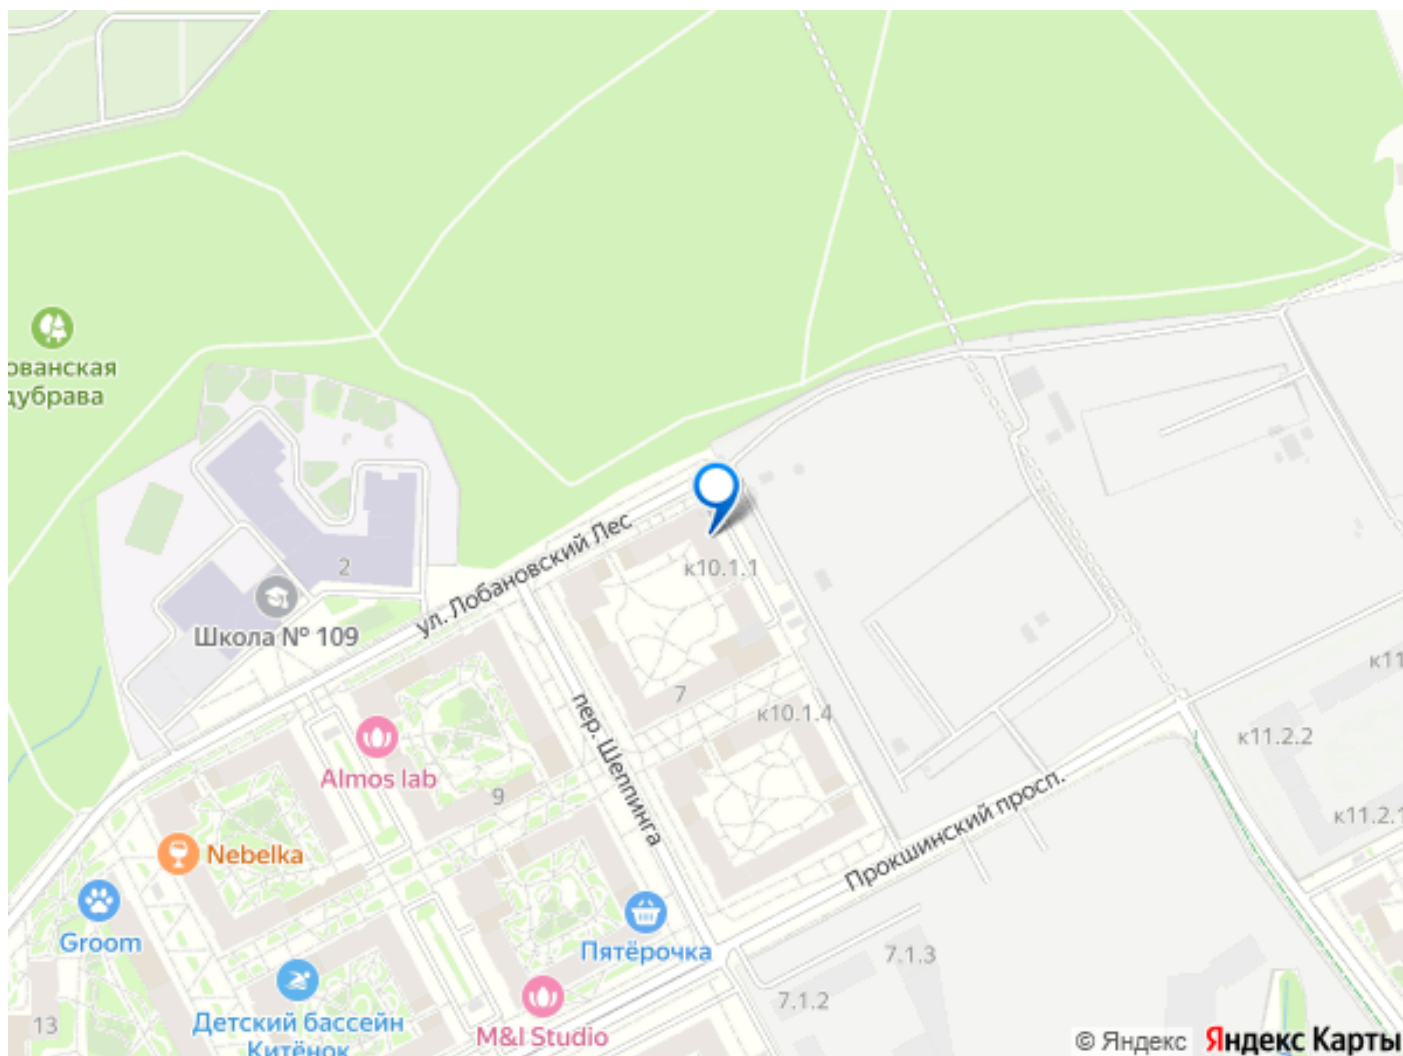 ованская
дубрава
2
Школа № 109
ул. Лобановский Лес
к10.1.1
7
к10.1.4
пер. Шеппинга
к11
к11.2.2
к11.2.1
Almos lab
9
Nebelka
Прокшинский просп.
Groom
Пятёрочка
7.1.3
7.1.2
Детский бассейн
Китёнок
13
M&I Studio
© Яндекс Яндекс Карты